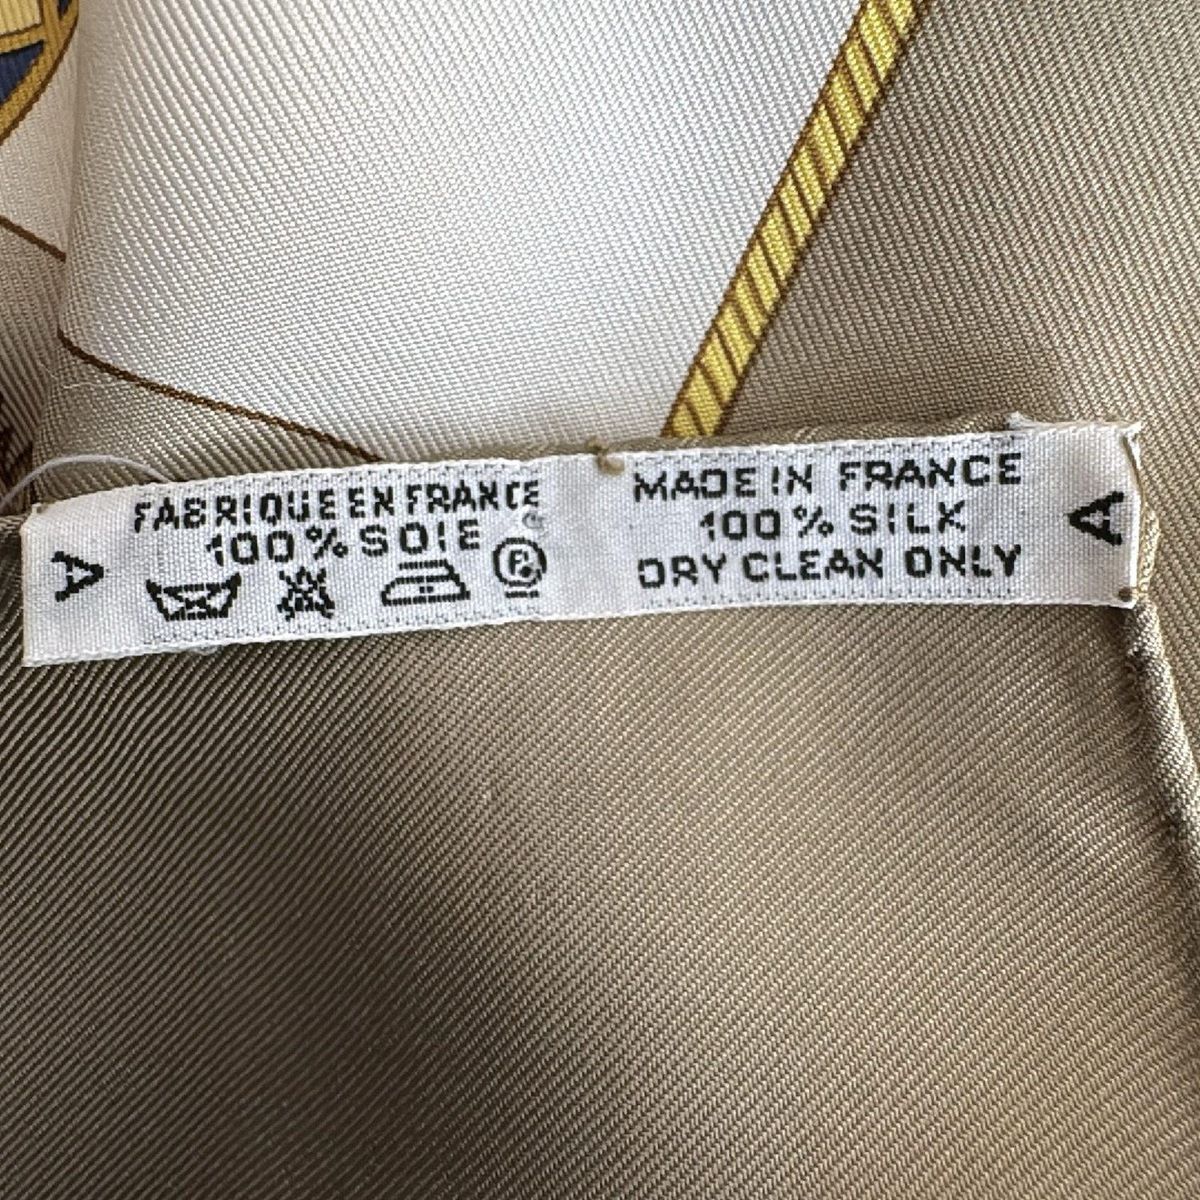 A
FABRIQUE EN FRANCE
100% SOIE
P
MADE IN FRANCE
100% SILK
DRY CLEAN ONLY
A